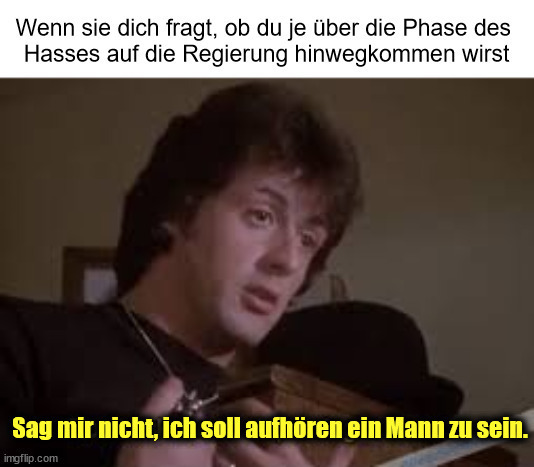 Wenn sie dich fragt, ob du je über die Phase des
Hasses auf die Regierung hinwegkommen wirst
Sag mir nicht, ich soll aufhören ein Mann zu sein.
imgflip.com